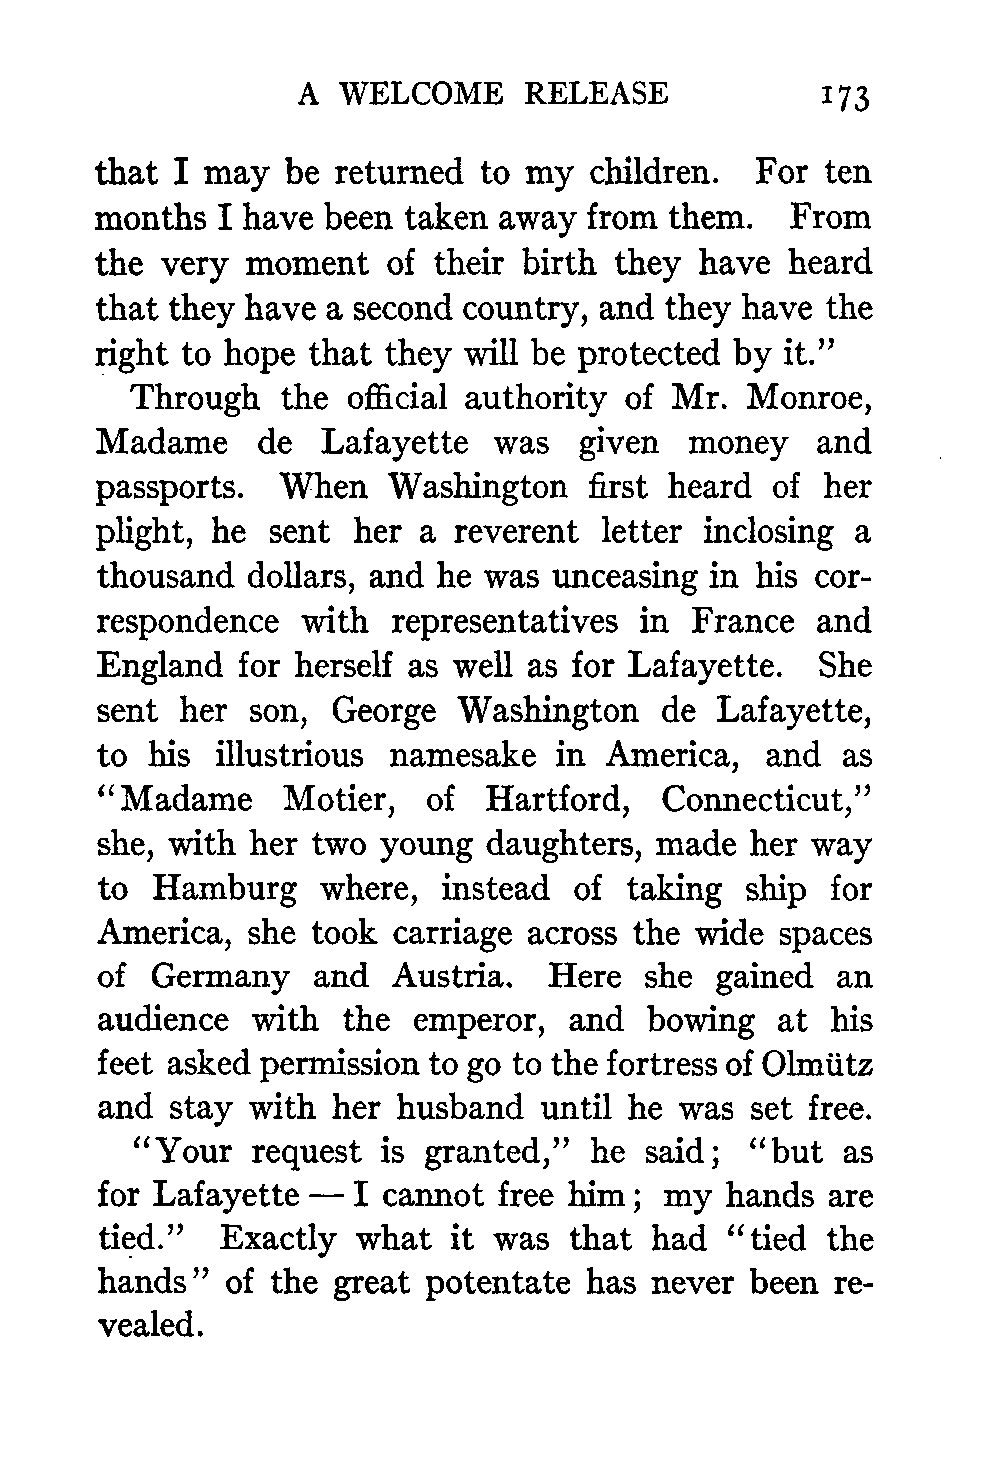 A WELCOME RELEASE 173
that I may be returned to my children. For ten
months I have been taken away from them. From
the very moment of their birth they have heard
that they have a second country, and they have the
right to hope that they will be protected by it.”
Through the official authority of Mr. Monroe,
Madame de Lafayette was given money and
passports. When Washington first heard of her
plight, he sent her a reverent letter inclosing a
thousand dollars, and he was unceasing in his cor-
respondence with representatives in France and
England for herself as well as for Lafayette. She
sent her son, George Washington de Lafayette,
to his illustrious namesake in America, and as
“Madame Motier, of Hartford, Connecticut,”
she, with her two young daughters, made her way
to Hamburg where, instead of taking ship for
America, she took carriage across the wide spaces
of Germany and Austria. Here she gained an
audience with the emperor, and bowing at his
feet asked permission to go to the fortress of Olmütz
and stay with her husband until he was set free.
“Your request is granted,” he said; “but as
for Lafayette — I cannot free him; my hands are
tied.” Exactly what it was that had “tied the
hands” of the great potentate has never been re-
vealed.